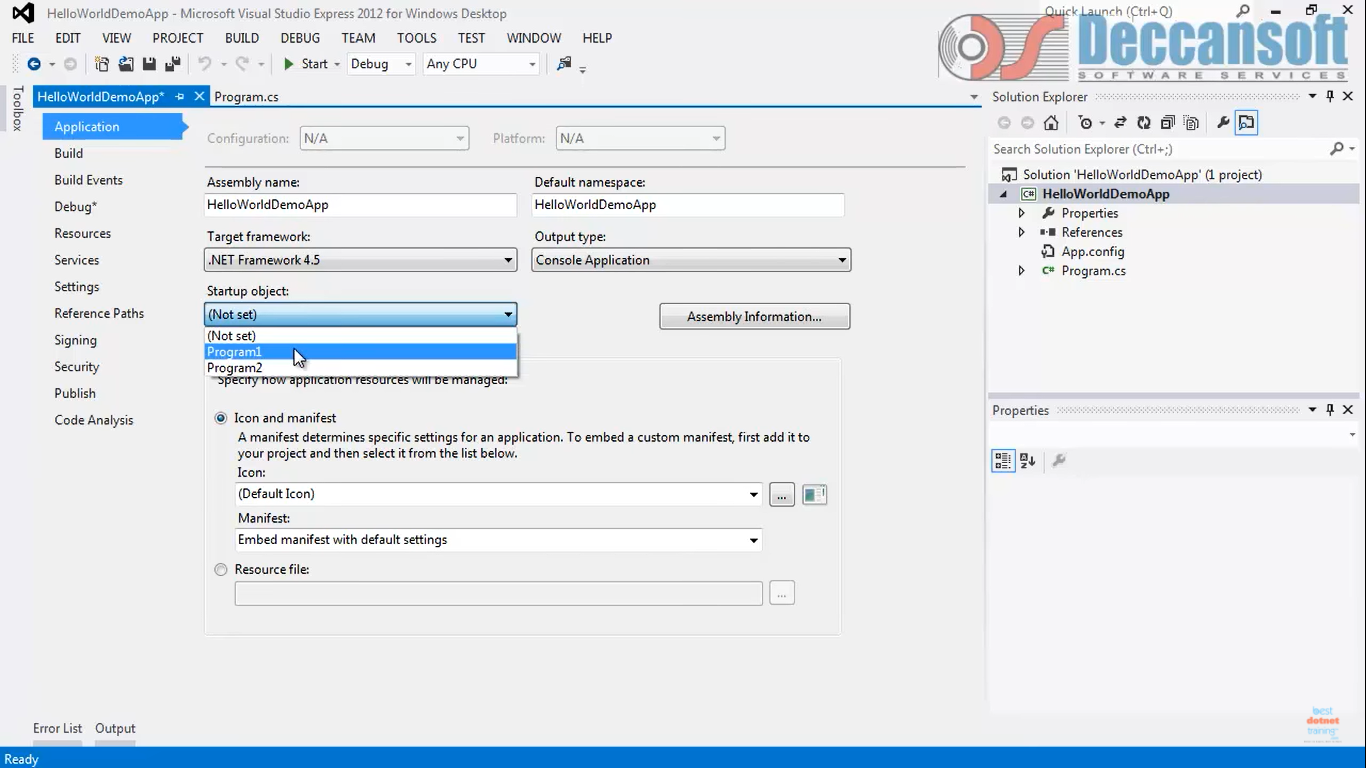 HelloWorldDemoApp - Microsoft Visual Studio Express 2012 for Windows Desktop
Quick Launch (Ctrl+Q)
FILE EDIT VIEW PROJECT BUILD DEBUG TEAM TOOLS TEST WINDOW HELP
Deccansoft
SOFTWARE SERVICES
Start Debug Any CPU
Toolbox
HelloWorldDemoApp* Program.cs
Application
Build
Build Events
Debug*
Resources
Services
Settings
Reference Paths
Signing
Security
Publish
Code Analysis
Configuration: N/A Platform: N/A
Assembly name: Default namespace:
HelloWorldDemoApp HelloWorldDemoApp
Target framework: Output type:
.NET Framework 4.5 Console Application
Startup object:
(Not set) Assembly Information...
(Not set)
Program1
Program2
Specify how application resources will be managed:
Icon and manifest
A manifest determines specific settings for an application. To embed a custom manifest, first add it to
your project and then select it from the list below.
Icon:
(Default Icon) ...
Manifest:
Embed manifest with default settings
Resource file:
...
Solution Explorer
Search Solution Explorer (Ctrl+;)
Solution 'HelloWorldDemoApp' (1 project)
HelloWorldDemoApp
Properties
References
App.config
Program.cs
Properties
best
dotnet
training
Error List Output
Ready